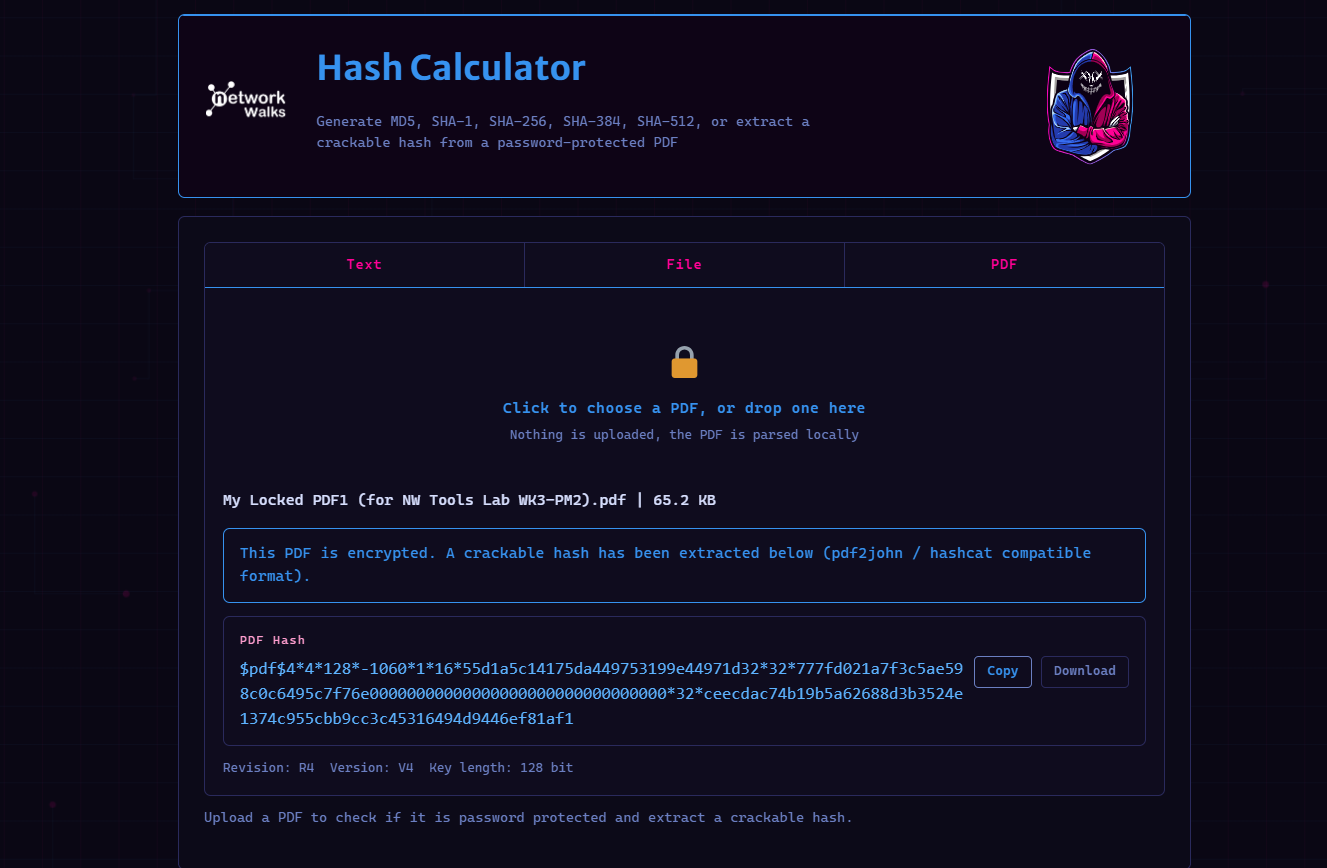 network
Walks
Hash Calculator
Generate MD5, SHA-1, SHA-256, SHA-384, SHA-512, or extract a
crackable hash from a password-protected PDF
Text
File
PDF
Click to choose a PDF, or drop one here
Nothing is uploaded, the PDF is parsed locally
My Locked PDF1 (for NW Tools Lab WK3-PM2).pdf | 65.2 KB
This PDF is encrypted. A crackable hash has been extracted below (pdf2john / hashcat compatible
format).
PDF Hash
$pdf$4*4*128*-1060*1*16*55d1a5c14175da449753199e44971d32*32*777fd021a7f3c5ae59
8c0c6495c7f76e00000000000000000000000000000000*32*ceecdac74b19b5a62688d3b3524e
1374c955cbb9cc3c45316494d9446ef81af1
Copy
Download
Revision: R4 Version: V4 Key length: 128 bit
Upload a PDF to check if it is password protected and extract a crackable hash.